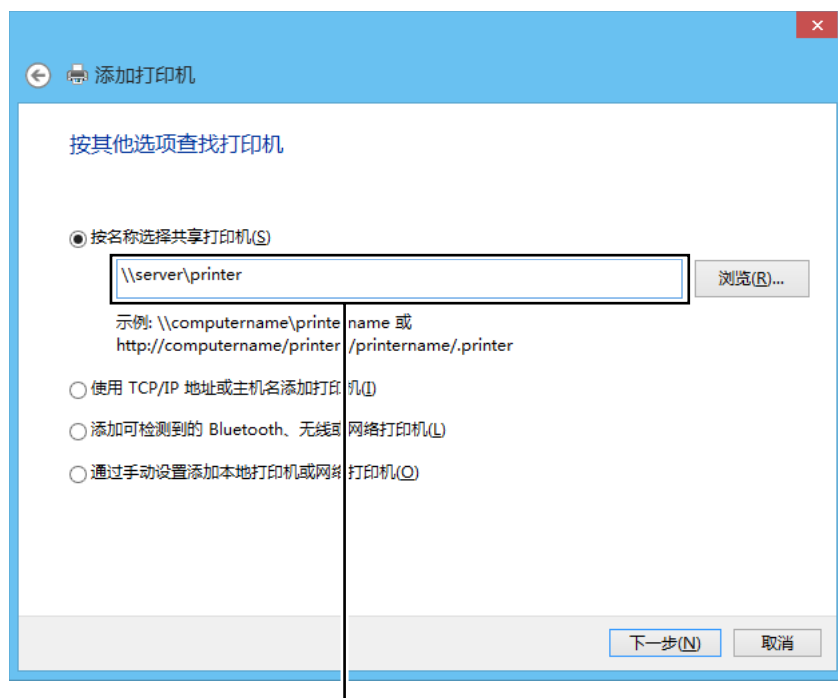 添加打印机
按其他选项查找打印机
按名称选择共享打印机(S)
\\server\printer
浏览(R)...
示例: \\computername\printe name 或
http://computername/printer /printername/.printer
使用 TCP/IP 地址或主机名添加打印机(I)
添加可检测到的 Bluetooth、无线或网络打印机(L)
通过手动设置添加本地打印机或网络打印机(O)
下一步(N)
取消